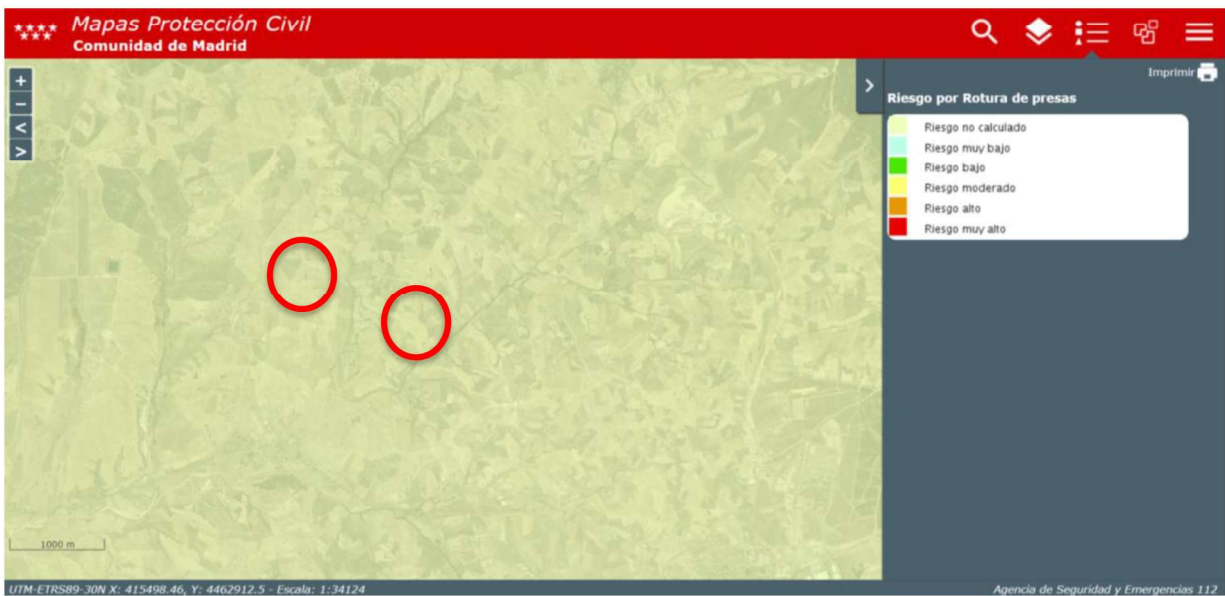 Mapas Protección Civil
Comunidad de Madrid
Imprimir
Riesgo por Rotura de presas
Riesgo no calculado
Riesgo muy bajo
Riesgo bajo
Riesgo moderado
Riesgo alto
Riesgo muy alto
+
−
<
>
1000 m
UTM-ETRS89-30N X: 415498.46, Y: 4462912.5 - Escala: 1:34124
Agencia de Seguridad y Emergencias 112